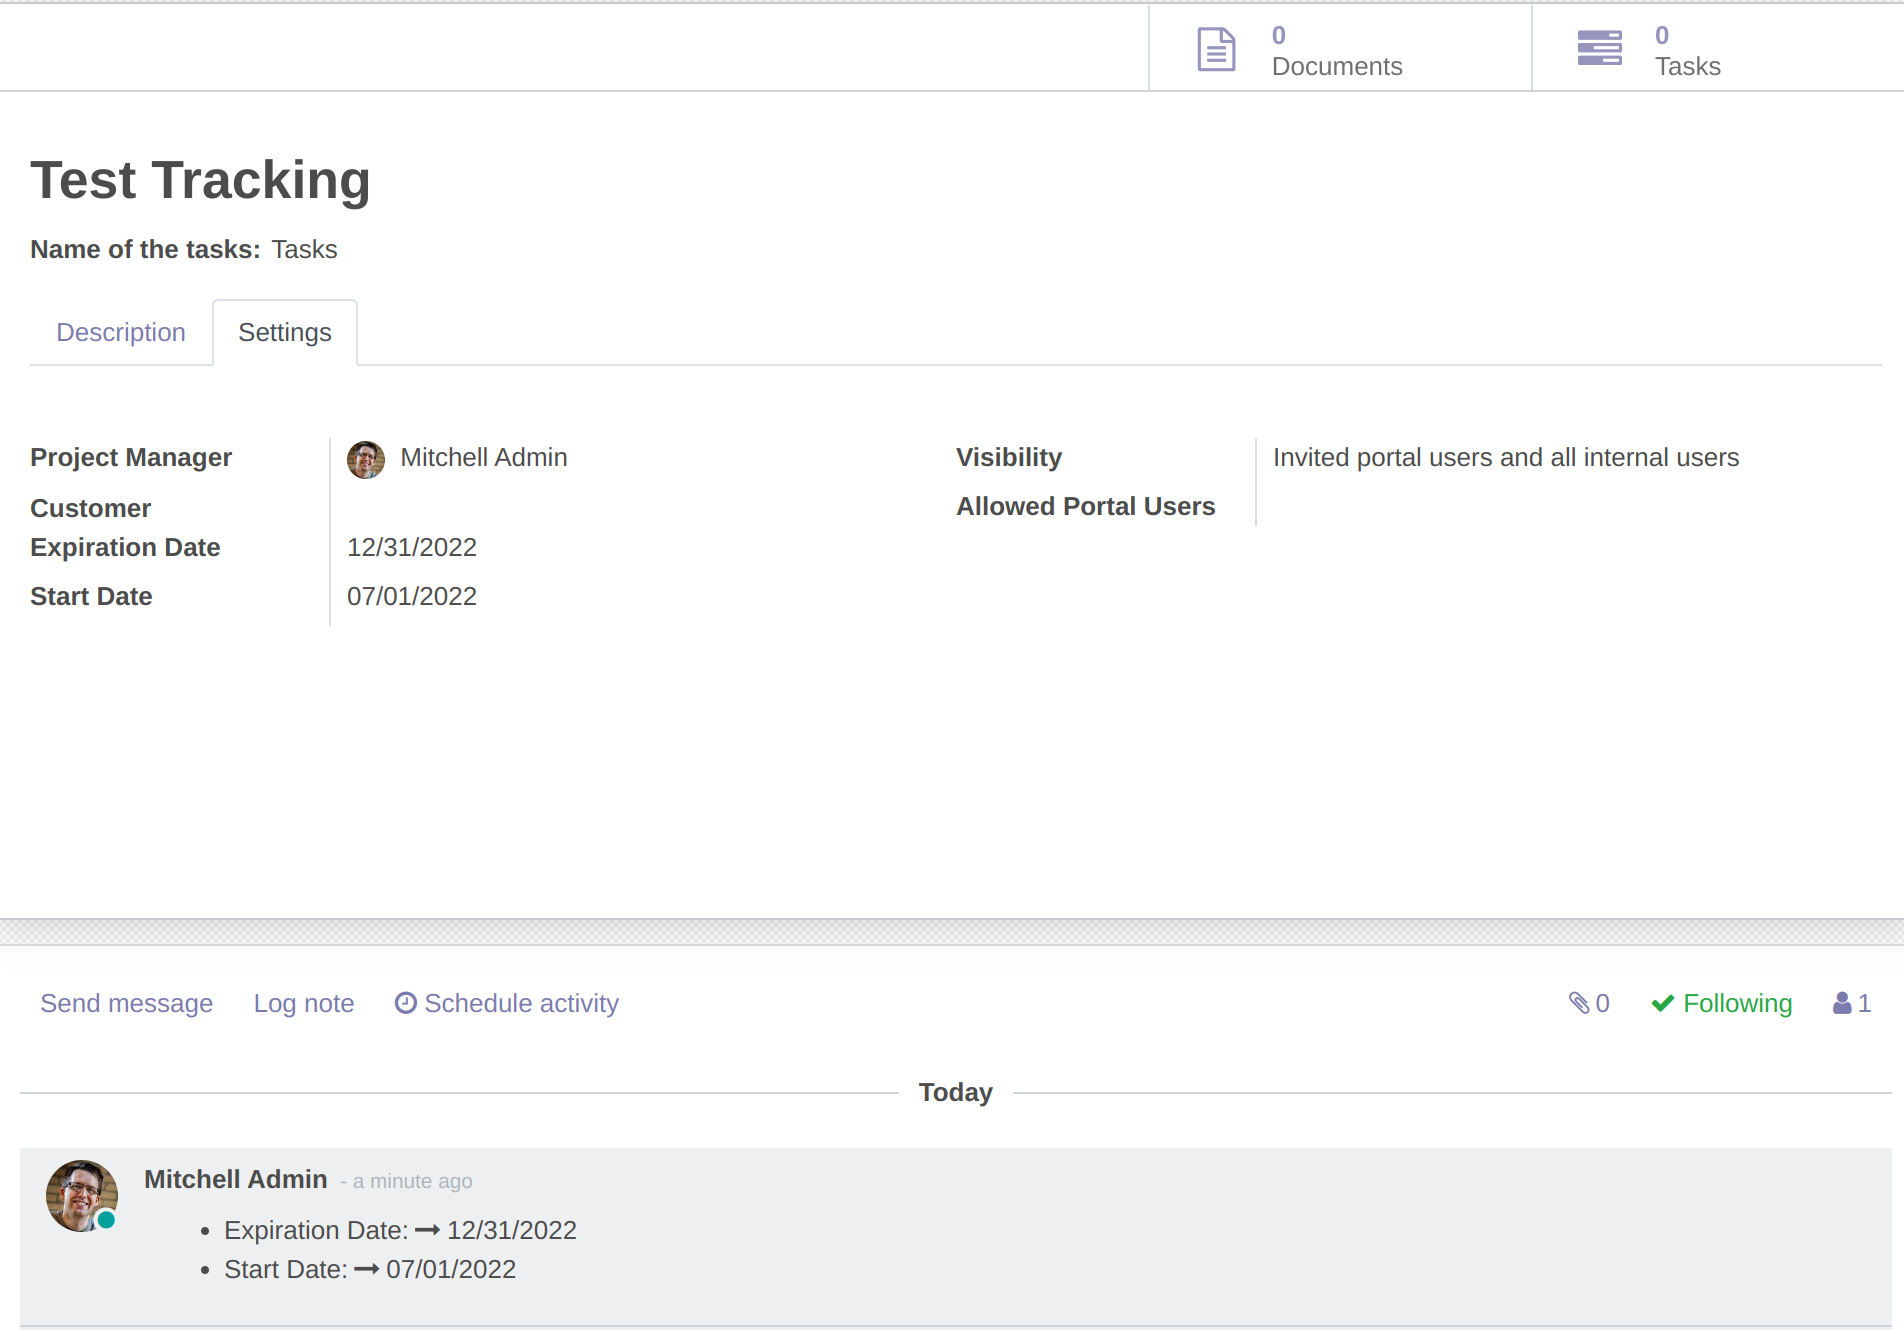 0
Documents
0
Tasks
Test Tracking
Name of the tasks: Tasks
Description Settings
Project Manager Mitchell Admin
Customer
Expiration Date 12/31/2022
Start Date 07/01/2022
Visibility Invited portal users and all internal users
Allowed Portal Users
Send message Log note Schedule activity 0 Following 1
Today
Mitchell Admin - a minute ago
• Expiration Date: → 12/31/2022
• Start Date: → 07/01/2022